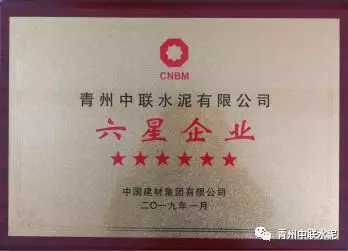 CNBM
青州中联水泥有限公司
六星企业
★★★★★★
中国建材集团有限公司
二〇一九年一月
青州中联水泥